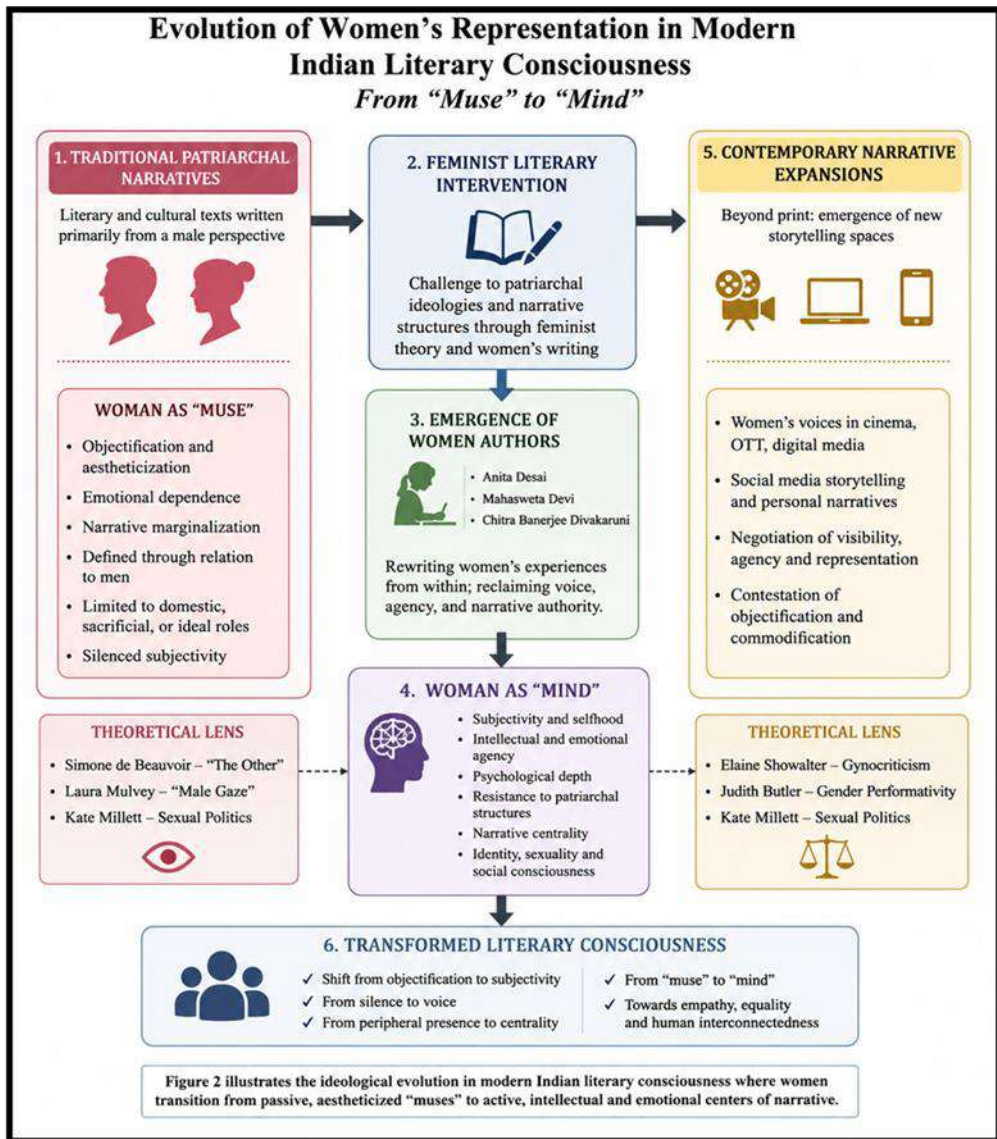 Evolution of Women's Representation in Modern
Indian Literary Consciousness
From “Muse” to “Mind”
1. TRADITIONAL PATRIARCHAL
NARRATIVES
Literary and cultural texts written
primarily from a male perspective
WOMAN AS “MUSE”
• Objectification and
aestheticization
• Emotional dependence
• Narrative marginalization
• Defined through relation
to men
• Limited to domestic,
sacrificial, or ideal roles
• Silenced subjectivity
THEORETICAL LENS
• Simone de Beauvoir – “The Other”
• Laura Mulvey – “Male Gaze”
• Kate Millett – Sexual Politics
2. FEMINIST LITERARY
INTERVENTION
Challenge to patriarchal
ideologies and narrative
structures through feminist
theory and women's writing
3. EMERGENCE OF
WOMEN AUTHORS
• Anita Desai
• Mahasweta Devi
• Chitra Banerjee Divakaruni
Rewriting women's experiences
from within; reclaiming voice,
agency, and narrative authority.
4. WOMAN AS “MIND”
• Subjectivity and selfhood
• Intellectual and emotional
agency
• Psychological depth
• Resistance to patriarchal
structures
• Narrative centrality
• Identity, sexuality and
social consciousness
5. CONTEMPORARY NARRATIVE
EXPANSIONS
Beyond print: emergence of new
storytelling spaces
• Women's voices in cinema,
OTT, digital media
• Social media storytelling
and personal narratives
• Negotiation of visibility,
agency and representation
• Contestation of
objectification and
commodification
THEORETICAL LENS
• Elaine Showalter – Gynocriticism
• Judith Butler – Gender Performativity
• Kate Millett – Sexual Politics
6. TRANSFORMED LITERARY CONSCIOUSNESS
✓ Shift from objectification to subjectivity
✓ From silence to voice
✓ From peripheral presence to centrality
✓ From “muse” to “mind”
✓ Towards empathy, equality
and human interconnectedness
Figure 2 illustrates the ideological evolution in modern Indian literary consciousness where women
transition from passive, aestheticized “muses” to active, intellectual and emotional centers of narrative.